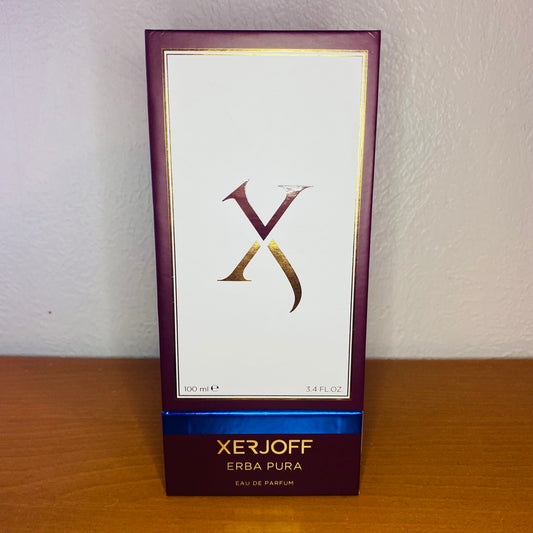 X
100 ml ℮ 3.4 FL.OZ
XERJOFF
ERBA PURA
EAU DE PARFUM